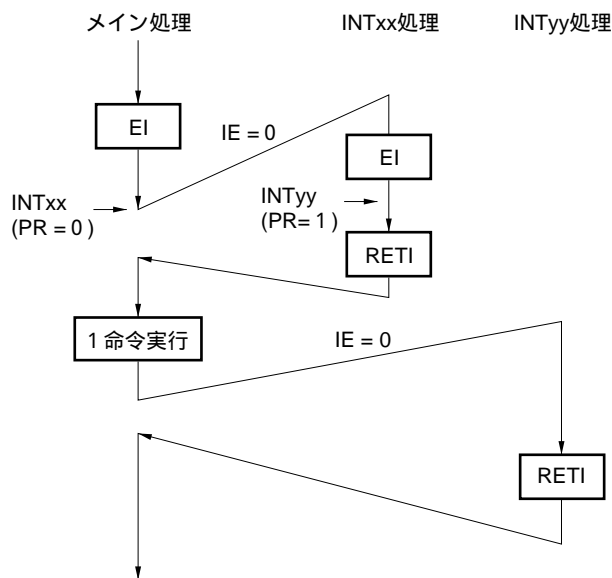 メイン処理
INTxx処理
INTyy処理
EI
IE = 0
EI
INTxx
(PR = 0 )
INTyy
(PR= 1 )
RETI
1 命令実行
IE = 0
RETI